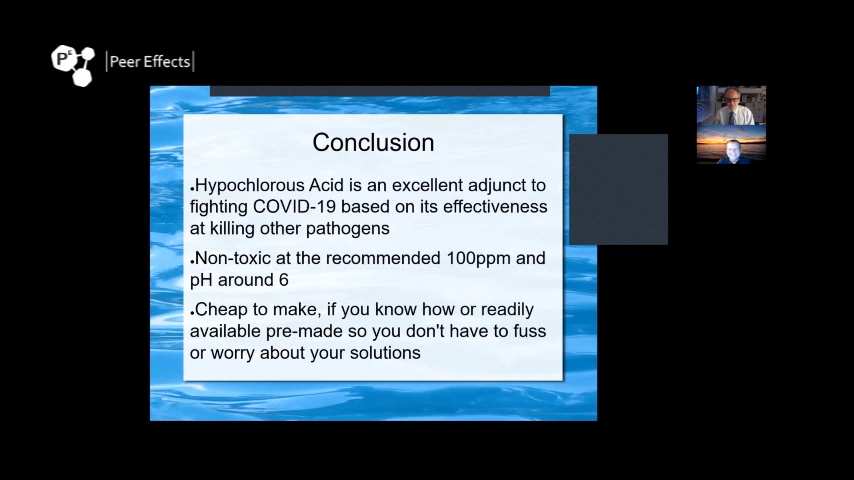 P E
|Peer Effects|
Conclusion
•Hypochlorous Acid is an excellent adjunct to
fighting COVID-19 based on its effectiveness
at killing other pathogens
•Non-toxic at the recommended 100ppm and
pH around 6
•Cheap to make, if you know how or readily
available pre-made so you don't have to fuss
or worry about your solutions